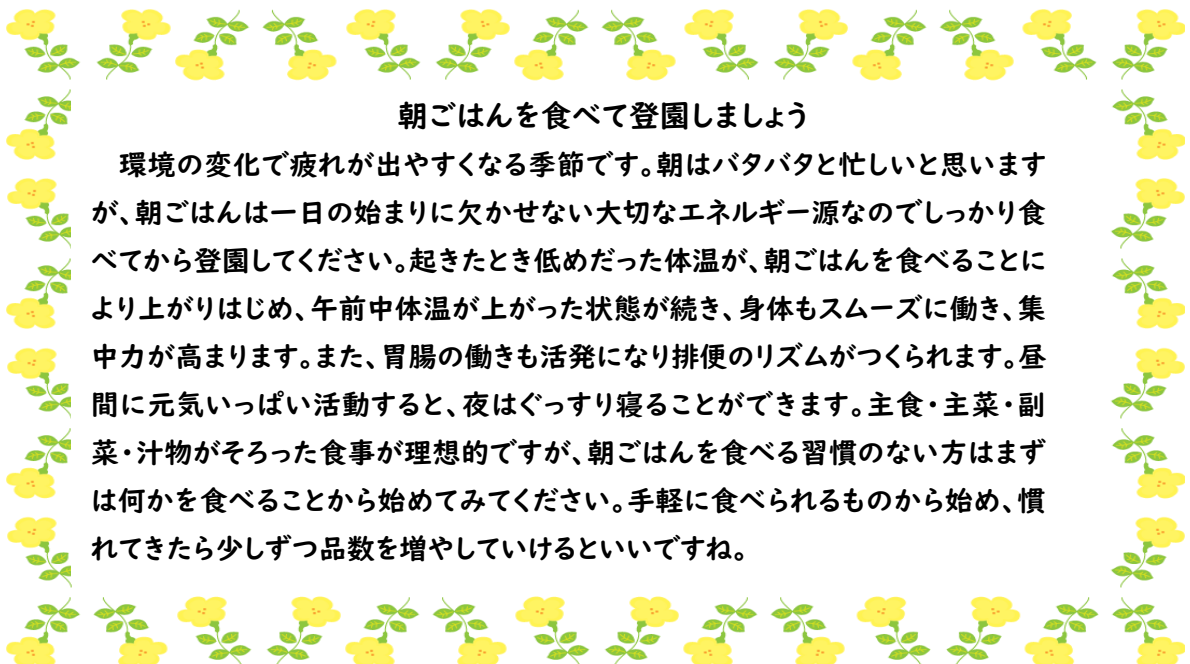 朝ごはんを食べて登園しましょう
　環境の変化で疲れが出やすくなる季節です。朝はバタバタと忙しいと思います
が、朝ごはんは一日の始まりに欠かせない大切なエネルギー源なのでしっかり食
べてから登園してください。起きたとき低めだった体温が、朝ごはんを食べることに
より上がりはじめ、午前中体温が上がった状態が続き、身体もスムーズに働き、集
中力が高まります。また、胃腸の働きも活発になり排便のリズムがつくられます。昼
間に元気いっぱい活動すると、夜はぐっすり寝ることができます。主食・主菜・副
菜・汁物がそろった食事が理想的ですが、朝ごはんを食べる習慣のない方はまず
は何かを食べることから始めてみてください。手軽に食べられるものから始め、慣
れてきたら少しずつ品数を増やしていけるといいですね。